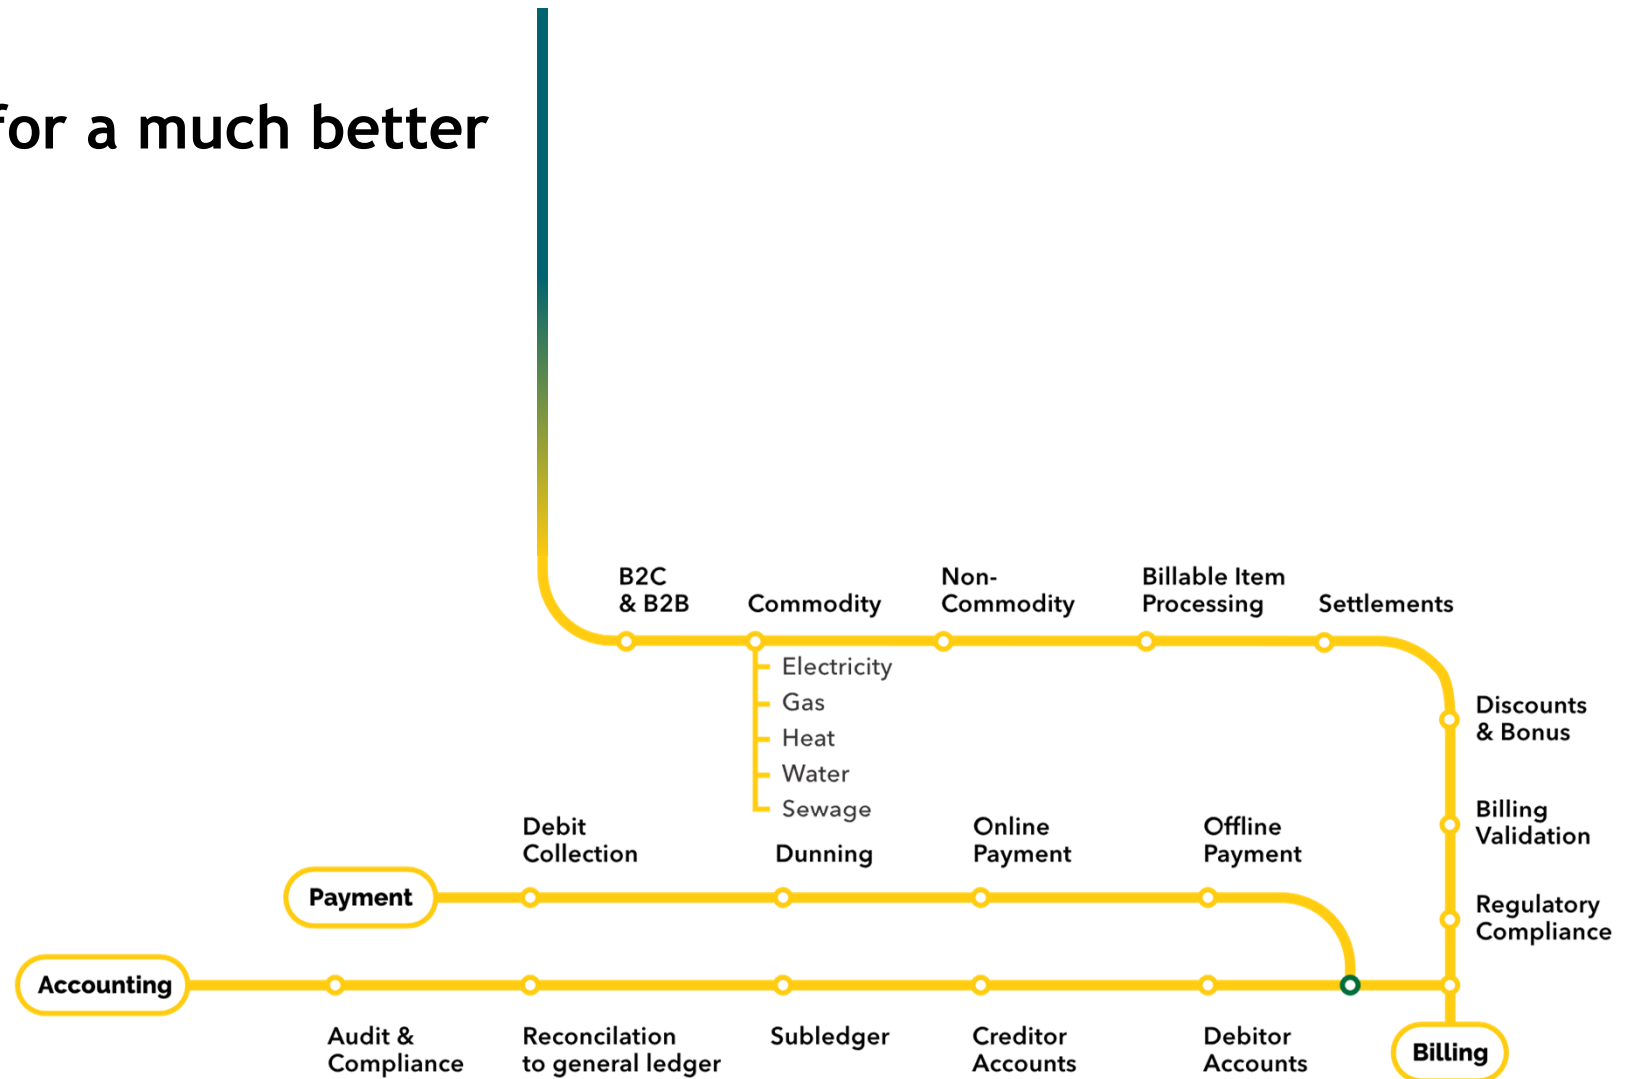 for a much better
B2C
& B2B
Commodity
Non-
Commodity
Billable Item
Processing
Settlements
Electricity
Gas
Heat
Water
Sewage
Discounts
& Bonus
Billing
Validation
Regulatory
Compliance
Debit
Collection
Dunning
Online
Payment
Offline
Payment
Payment
Accounting
Audit &
Compliance
Reconcilation
to general ledger
Subledger
Creditor
Accounts
Debitor
Accounts
Billing